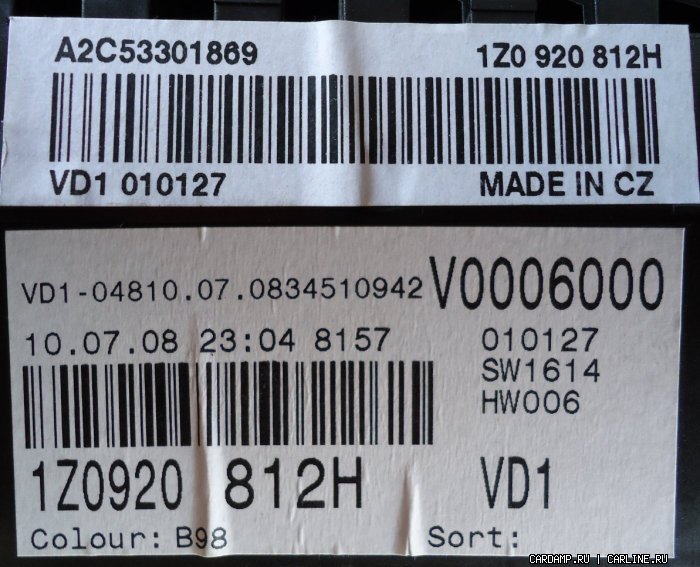 A2C53301869 1Z0 920 812H
VD1 010127 MADE IN CZ
VD1-04810.07.0834510942 V0006000
10.07.08 23:04 8157 010127
SW1614
HW006
1Z0920 812H VD1
Colour: B98 Sort:
CARDAMP.RU | CARLINE.RU